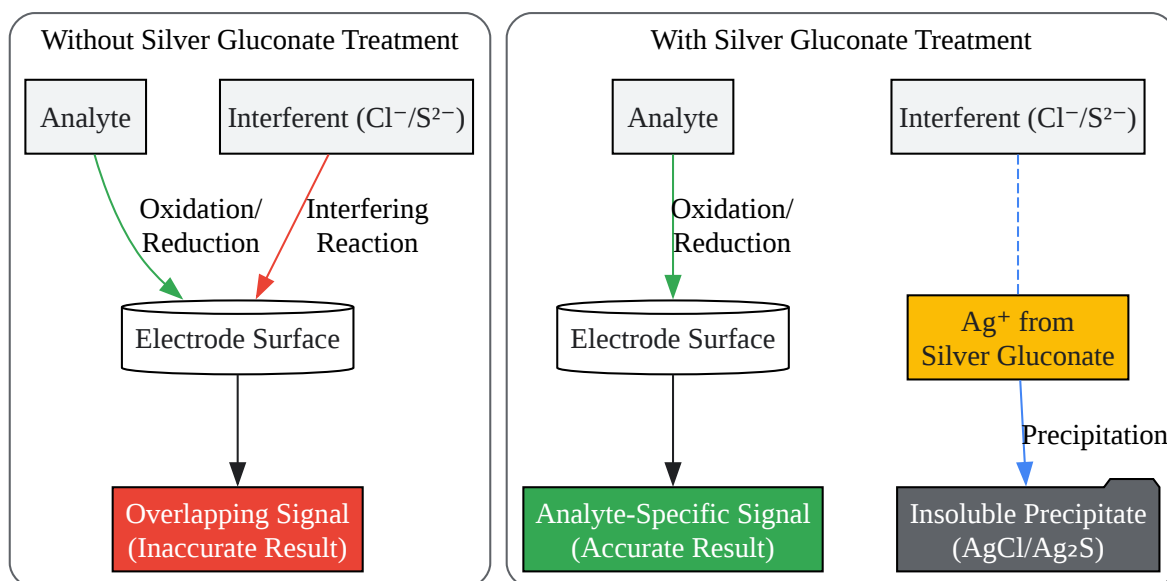 Without Silver Gluconate Treatment
Analyte
Interferent (Cl⁻/S²⁻)
Oxidation/
Reduction
Interfering
Reaction
Electrode Surface
Overlapping Signal
(Inaccurate Result)
With Silver Gluconate Treatment
Analyte
Interferent (Cl⁻/S²⁻)
Oxidation/
Reduction
Electrode Surface
Ag⁺ from
Silver Gluconate
Precipitation
Analyte-Specific Signal
(Accurate Result)
Insoluble Precipitate
(AgCl/Ag₂S)